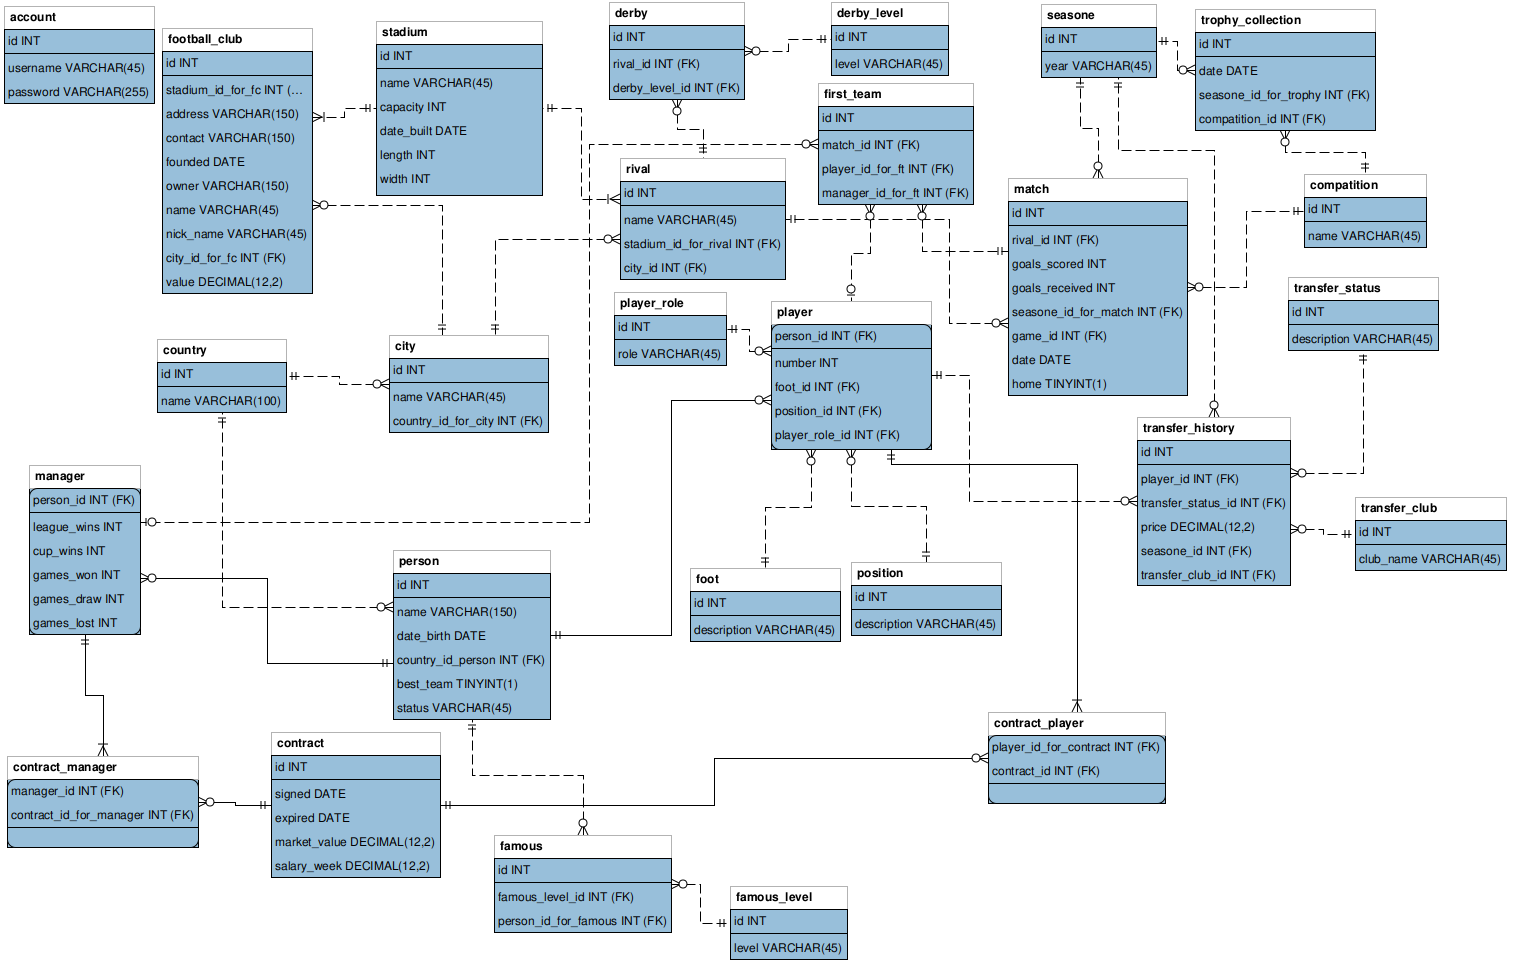 account
id INT
username VARCHAR(45)
password VARCHAR(255)
football_club
id INT
stadium_id_for_fc INT (...
address VARCHAR(150)
contact VARCHAR(150)
founded DATE
owner VARCHAR(150)
name VARCHAR(45)
nick_name VARCHAR(45)
city_id_for_fc INT (FK)
value DECIMAL(12,2)
stadium
id INT
name VARCHAR(45)
capacity INT
date_built DATE
length INT
width INT
derby
id INT
rival_id INT (FK)
derby_level_id INT (FK)
derby_level
id INT
level VARCHAR(45)
first_team
id INT
match_id INT (FK)
player_id_for_ft INT (FK)
manager_id_for_ft INT (FK)
seasone
id INT
year VARCHAR(45)
trophy_collection
id INT
date DATE
seasone_id_for_trophy INT (FK)
compatition_id INT (FK)
rival
id INT
name VARCHAR(45)
stadium_id_for_rival INT (FK)
city_id INT (FK)
match
id INT
rival_id INT (FK)
goals_scored INT
goals_received INT
seasone_id_for_match INT (FK)
game_id INT (FK)
date DATE
home TINYINT(1)
compatition
id INT
name VARCHAR(45)
transfer_status
id INT
description VARCHAR(45)
player_role
id INT
role VARCHAR(45)
player
person_id INT (FK)
number INT
foot_id INT (FK)
position_id INT (FK)
player_role_id INT (FK)
country
id INT
name VARCHAR(100)
city
id INT
name VARCHAR(45)
country_id_for_city INT (FK)
transfer_history
id INT
player_id INT (FK)
transfer_status_id INT (FK)
price DECIMAL(12,2)
seasone_id INT (FK)
transfer_club_id INT (FK)
transfer_club
id INT
club_name VARCHAR(45)
manager
person_id INT (FK)
league_wins INT
cup_wins INT
games_won INT
games_draw INT
games_lost INT
person
id INT
name VARCHAR(150)
date_birth DATE
country_id_person INT (FK)
best_team TINYINT(1)
status VARCHAR(45)
foot
id INT
description VARCHAR(45)
position
id INT
description VARCHAR(45)
contract_manager
manager_id INT (FK)
contract_id_for_manager INT (FK)
contract
id INT
signed DATE
expired DATE
market_value DECIMAL(12,2)
salary_week DECIMAL(12,2)
contract_player
player_id_for_contract INT (FK)
contract_id INT (FK)
famous
id INT
famous_level_id INT (FK)
person_id_for_famous INT (FK)
famous_level
id INT
level VARCHAR(45)